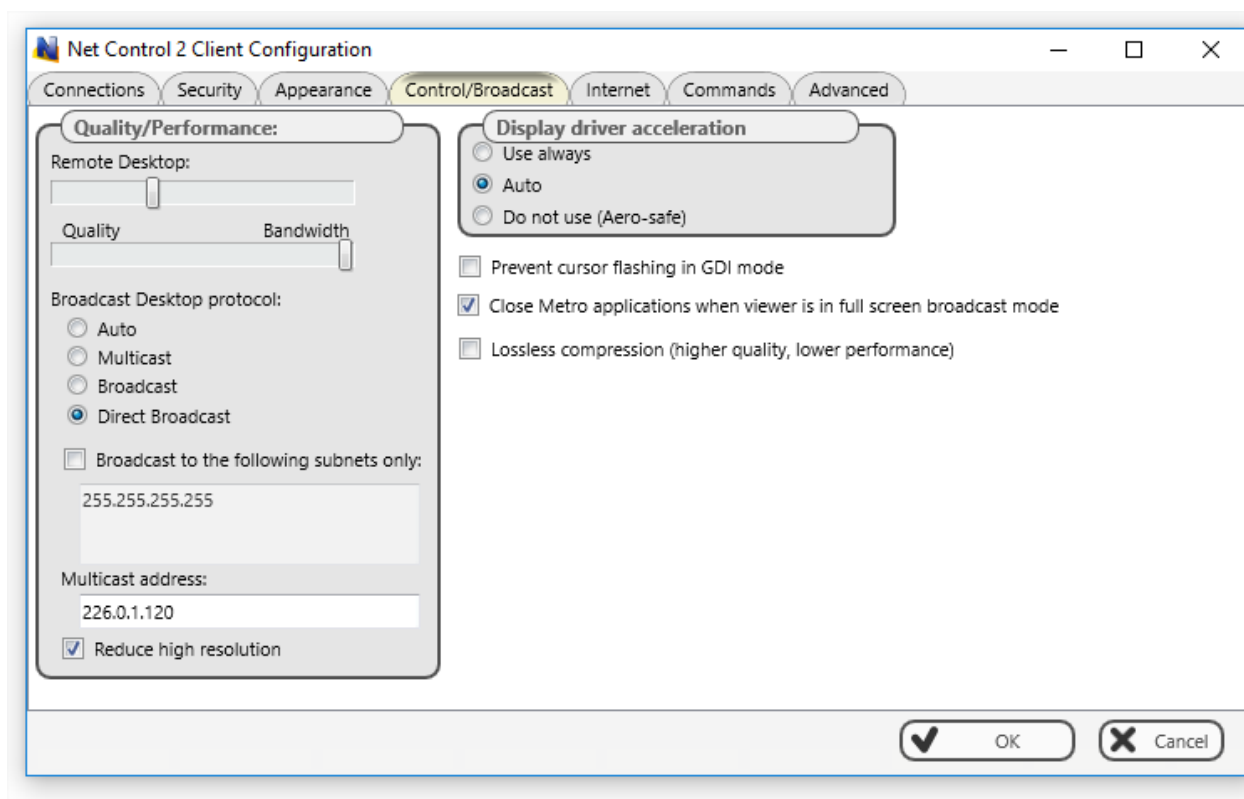 Net Control 2 Client Configuration
Connections Security Appearance Control/Broadcast Internet Commands Advanced
Quality/Performance:
Remote Desktop:
Quality Bandwidth
Broadcast Desktop protocol:
Auto
Multicast
Broadcast
Direct Broadcast
Broadcast to the following subnets only:
255.255.255.255
Multicast address:
226.0.1.120
Reduce high resolution
Display driver acceleration
Use always
Auto
Do not use (Aero-safe)
Prevent cursor flashing in GDI mode
Close Metro applications when viewer is in full screen broadcast mode
Lossless compression (higher quality, lower performance)
OK Cancel